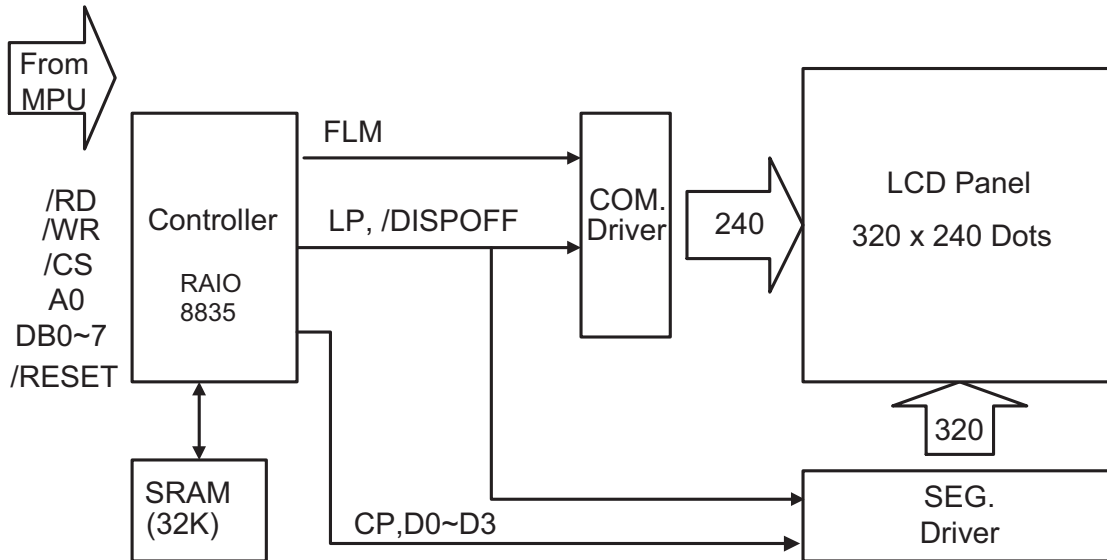 From
MPU
/RD
/WR
/CS
A0
DB0~7
/RESET
Controller
RAIO
8835
SRAM
(32K)
FLM
LP, /DISPOFF
CP,D0~D3
COM.
Driver
240
LCD Panel
320 x 240 Dots
320
SEG.
Driver